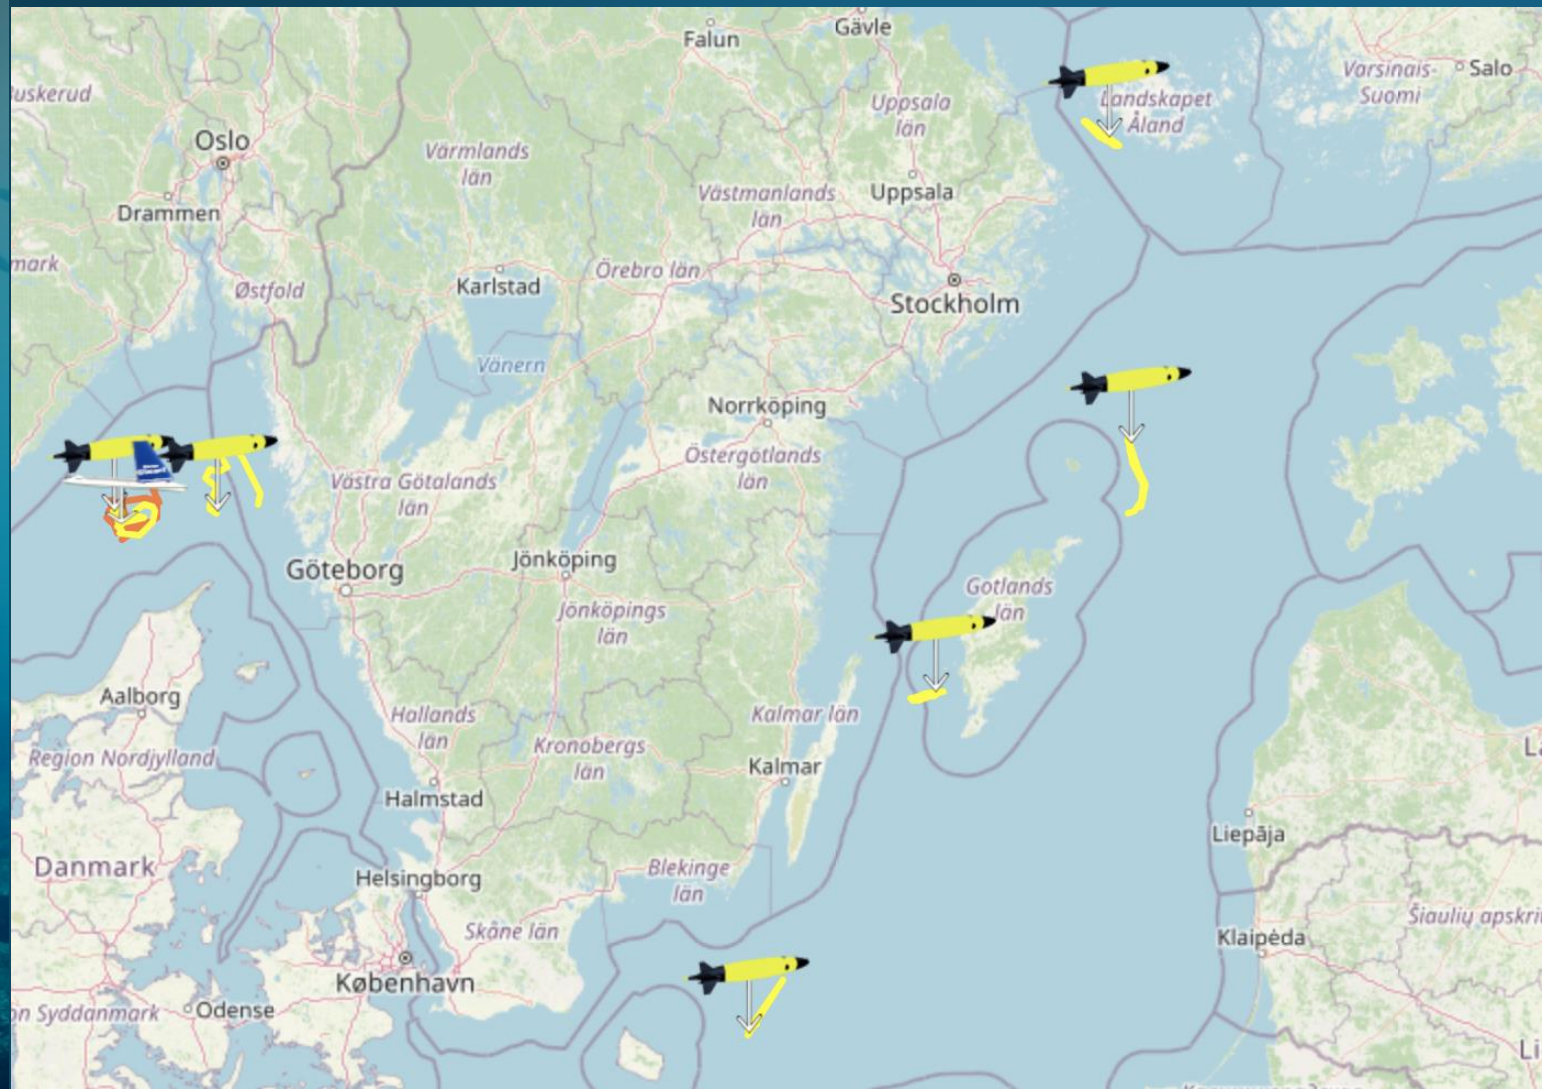 Gävle
Falun
uskerud
Varsinais-
Suomi
Salo
Landskapet
Åland
Uppsala
län
Oslo
Värmlands
län
Drammen
Västmanlands
län
Uppsala
mark
Østfold
Karlstad
Örebro län
Stockholm
Vänern
Norrköping
Östergötlands
län
Västra Götalands
län
Göteborg
Jönköping
Gotlands
län
Jönköpings
län
Aalborg
Hallands
län
Kalmar län
Region Nordjylland
Kronobergs
län
Kalmar
Halmstad
Liepāja
Danmark
Helsingborg
Blekinge
län
Šiaulių apskrit
Skåne län
Klaipėda
København
on Syddanmark
Odense